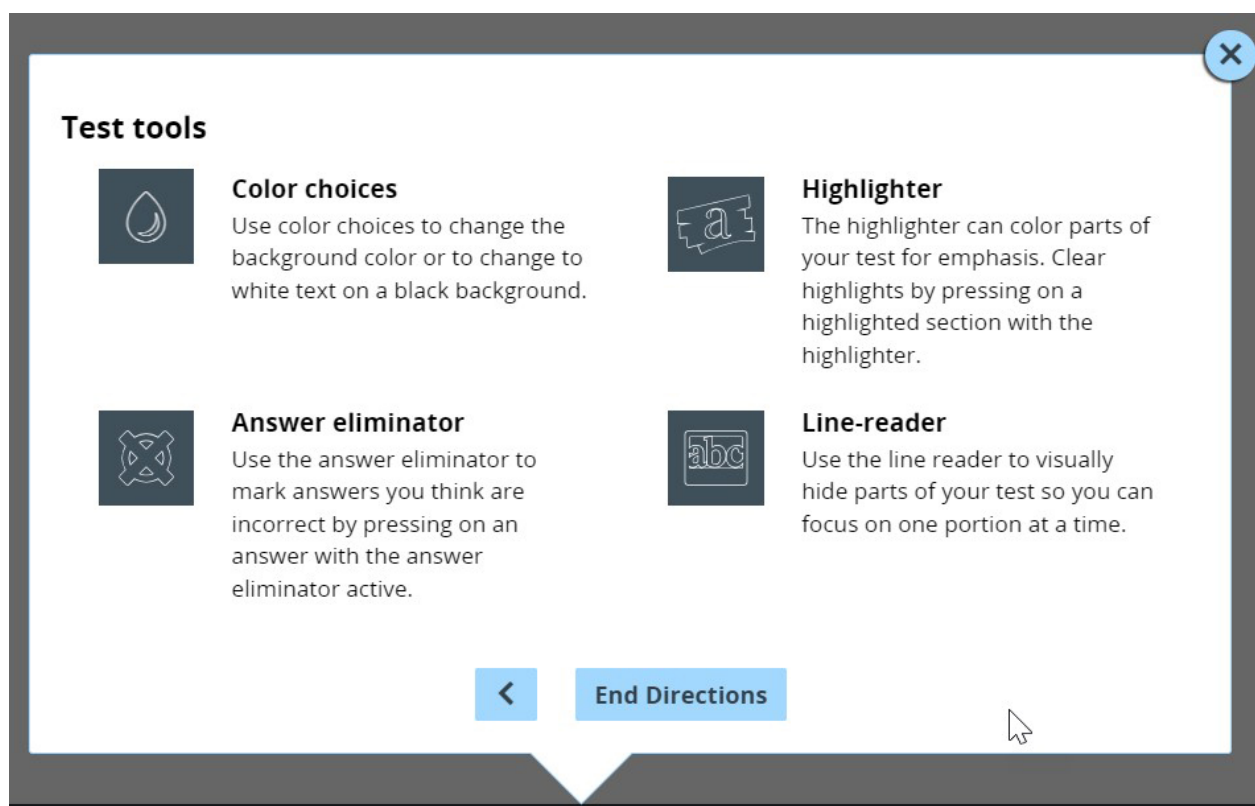 Test tools
Color choices
Use color choices to change the
background color or to change to
white text on a black background.
a
Highlighter
The highlighter can color parts of
your test for emphasis. Clear
highlights by pressing on a
highlighted section with the
highlighter.
Answer eliminator
Use the answer eliminator to
mark answers you think are
incorrect by pressing on an
answer with the answer
eliminator active.
abc
Line-reader
Use the line reader to visually
hide parts of your test so you can
focus on one portion at a time.
End Directions